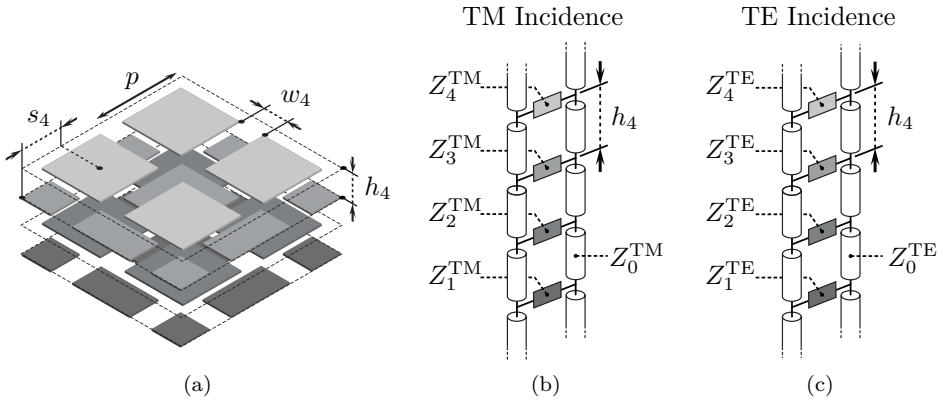 TM Incidence
TE Incidence
p
w₄
s₄
h₄
Z₄ᵀᴹ
Z₃ᵀᴹ
Z₂ᵀᴹ
Z₁ᵀᴹ
h₄
Z₀ᵀᴹ
Z₄ᵀᴱ
Z₃ᵀᴱ
Z₂ᵀᴱ
Z₁ᵀᴱ
h₄
Z₀ᵀᴱ
(a)
(b)
(c)